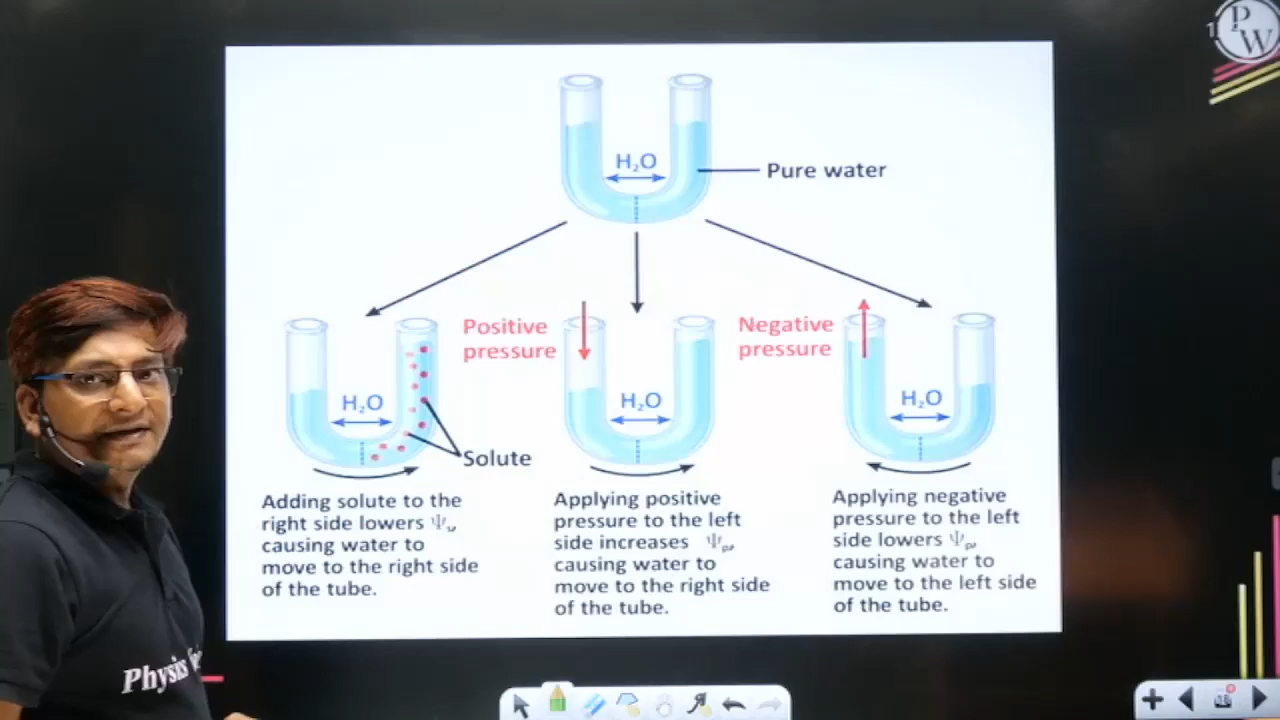 PW
H₂O
Pure water
Positive
pressure
Negative
pressure
H₂O
H₂O
H₂O
Solute
Adding solute to the
right side lowers Ψ
causing water to
move to the right side
of the tube.
Applying positive
pressure to the left
side increases Ψ
causing water to
move to the right side
of the tube.
Applying negative
pressure to the left
side lowers Ψ
causing water to
move to the left side
of the tube.
Physics